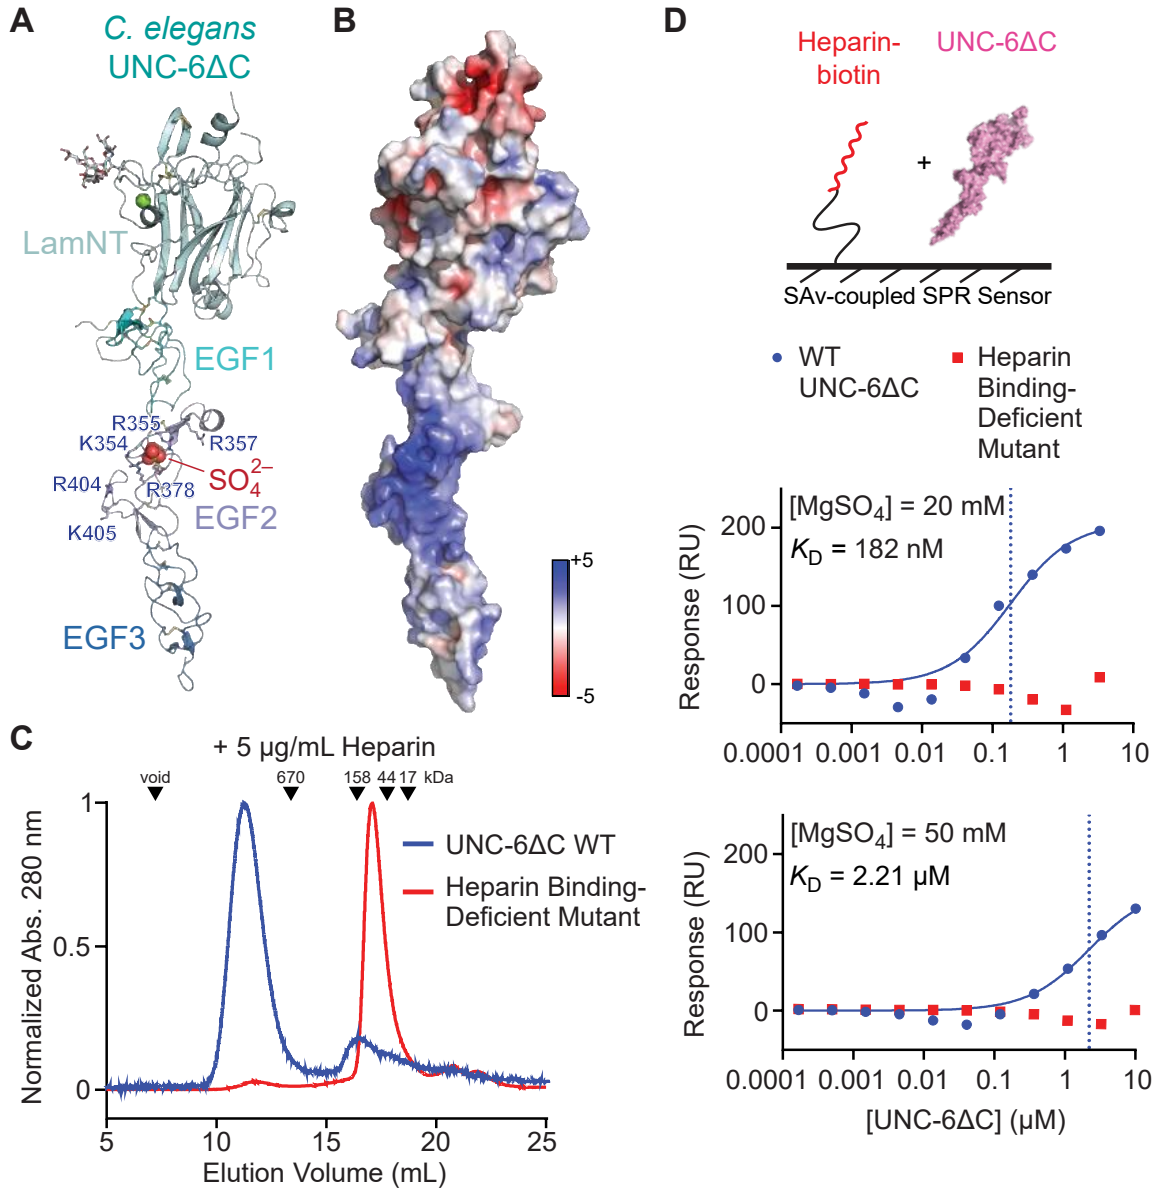 A
C. elegans
UNC-6ΔC
LamNT
EGF1
R355
K354
R357
SO₄²⁻
R404
R378
EGF2
K405
EGF3
B
+5
-5
C
+ 5 µg/mL Heparin
void
670
158
44
17
kDa
UNC-6ΔC WT
Heparin Binding-
Deficient Mutant
Normalized Abs. 280 nm
1
0.5
0
5
10
15
20
25
Elution Volume (mL)
D
Heparin-
biotin
UNC-6ΔC
+
SAv-coupled SPR Sensor
WT
UNC-6ΔC
Heparin
Binding-
Deficient
Mutant
[MgSO₄] = 20 mM
K_D = 182 nM
Response (RU)
200
100
0
0.0001
0.001
0.01
0.1
1
10
[MgSO₄] = 50 mM
K_D = 2.21 µM
Response (RU)
200
100
0
0.0001
0.001
0.01
0.1
1
10
[UNC-6ΔC] (µM)